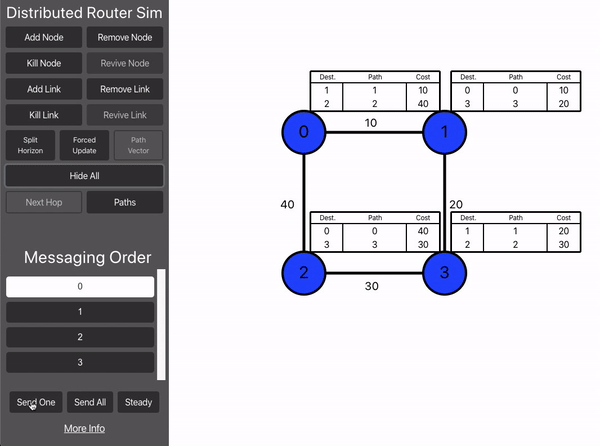 Distributed Router Sim
Add Node Remove Node
Kill Node Revive Node
Add Link Remove Link
Kill Link Revive Link
Split Horizon Forced Update Path Vector
Hide All
Next Hop Paths
Messaging Order
0
1
2
3
Send One Send All Steady
More Info
Dest. Path Cost
1 1 10
2 2 40
Dest. Path Cost
0 0 10
3 3 20
0 10 1
40 20
Dest. Path Cost
0 0 40
3 3 30
Dest. Path Cost
1 1 20
2 2 30
2 30 3